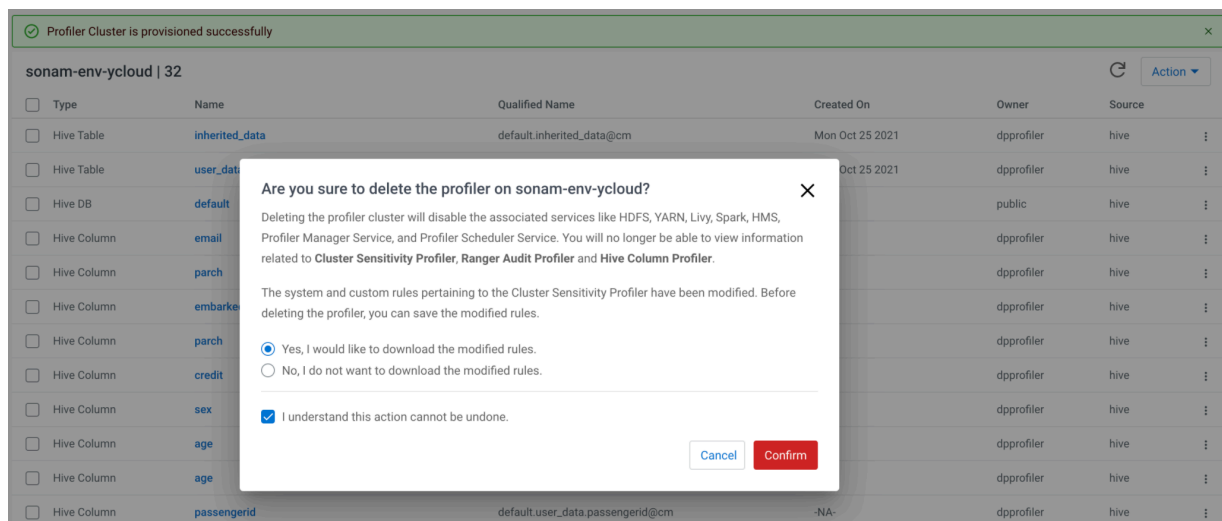 Profiler Cluster is provisioned successfully
sonam-env-ycloud | 32
Action
Type Name Qualified Name Created On Owner Source
Hive Table inherited_data default.inherited_data@cm Mon Oct 25 2021 dpprofiler hive
Hive Table Oct 25 2021 dpprofiler hive
Hive DB default public hive
Hive Column email dpprofiler hive
Hive Column parch dpprofiler hive
Hive Column dpprofiler hive
Hive Column parch dpprofiler hive
Hive Column credit dpprofiler hive
Hive Column sex dpprofiler hive
Hive Column age dpprofiler hive
Hive Column age dpprofiler hive
Hive Column passengerid default.user_data.passengerid@cm -NA- dpprofiler hive
Are you sure to delete the profiler on sonam-env-ycloud?
Deleting the profiler cluster will disable the associated services like HDFS, YARN, Livy, Spark, HMS,
Profiler Manager Service, and Profiler Scheduler Service. You will no longer be able to view information
related to Cluster Sensitivity Profiler, Ranger Audit Profiler and Hive Column Profiler.
The system and custom rules pertaining to the Cluster Sensitivity Profiler have been modified. Before
deleting the profiler, you can save the modified rules.
Yes, I would like to download the modified rules.
No, I do not want to download the modified rules.
I understand this action cannot be undone.
Cancel Confirm